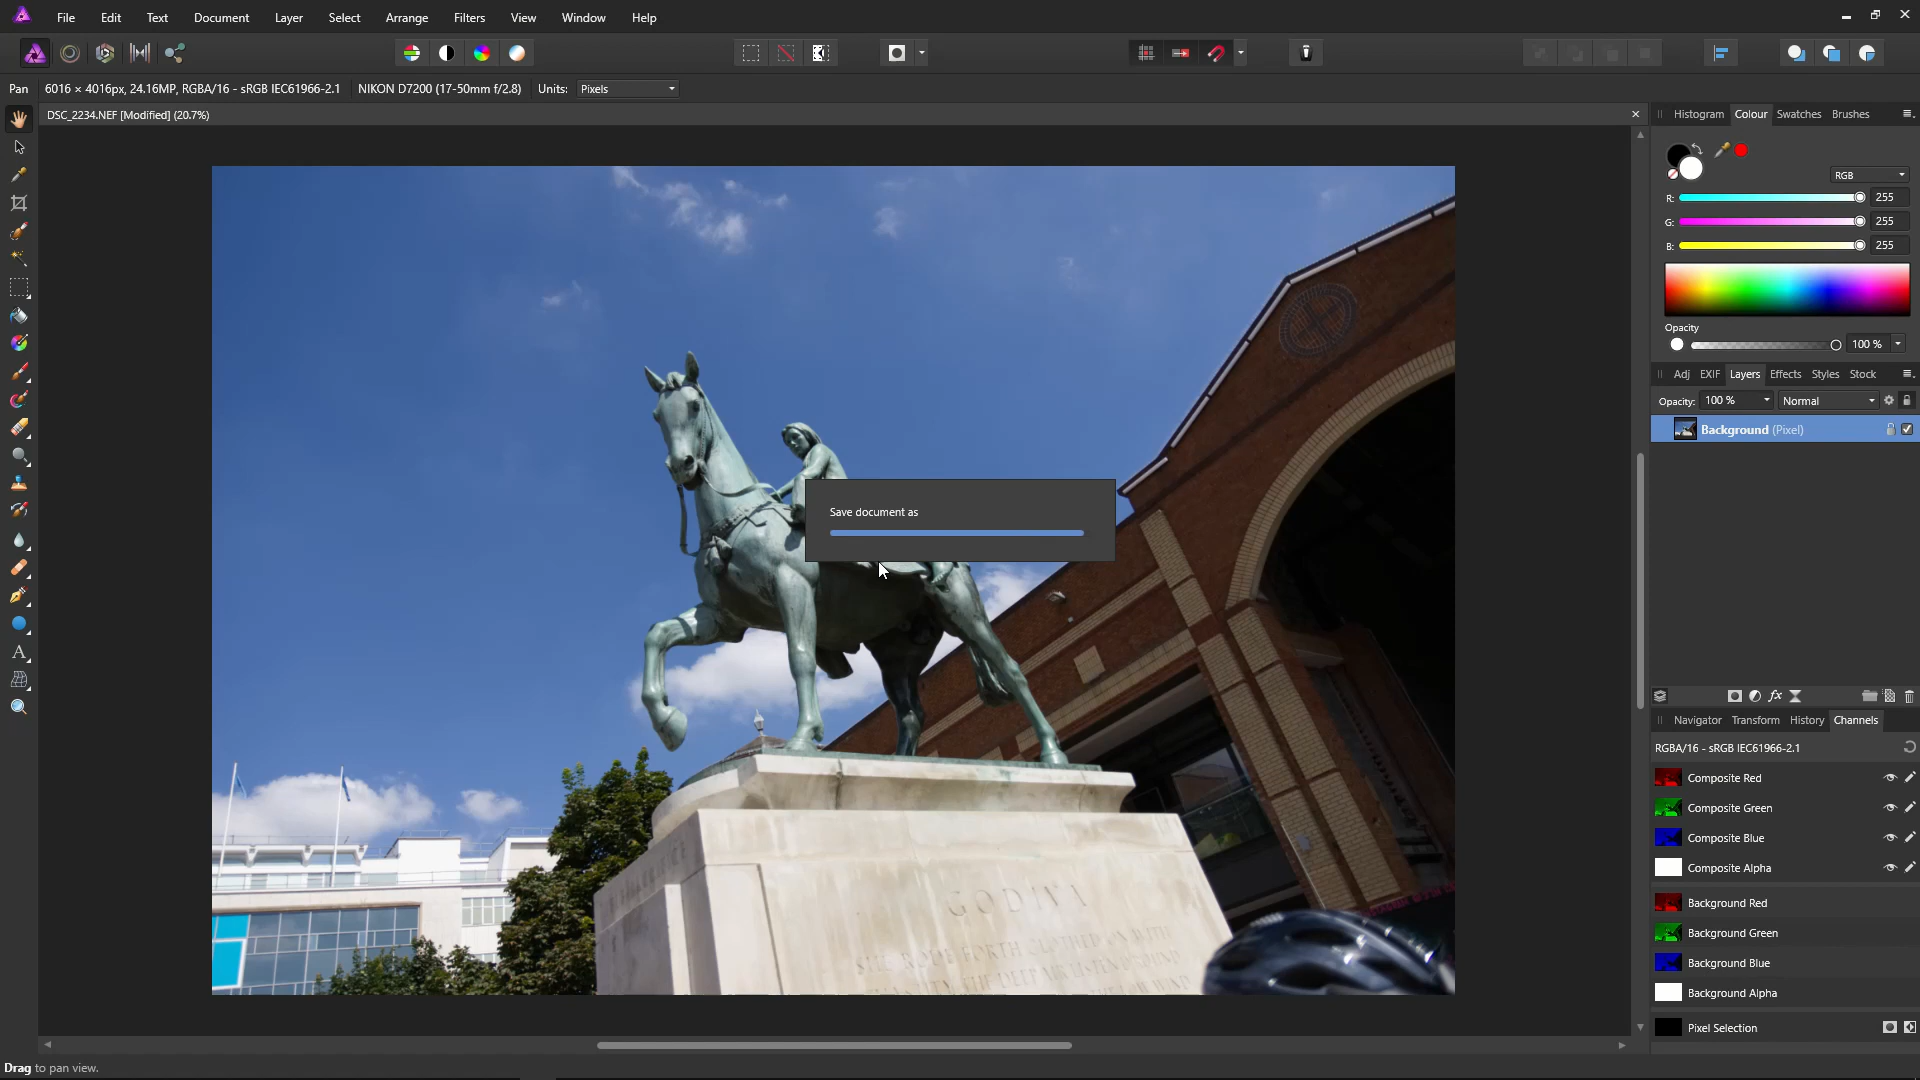 File Edit Text Document Layer Select Arrange Filters View Window Help
Pan 6016 × 4016px, 24.16MP, RGBA/16 - sRGB IEC61966-2.1 NIKON D7200 (17-50mm f/2.8) Units: Pixels
DSC_2234.NEF [Modified] (20.7%)
Histogram Colour Swatches Brushes
RGB
R: 255
G: 255
B: 255
Opacity
100 %
Adj EXIF Layers Effects Styles Stock
Opacity: 100 % Normal
Background (Pixel)
Save document as
GODIVA
Navigator Transform History Channels
RGBA/16 - sRGB IEC61966-2.1
Composite Red
Composite Green
Composite Blue
Composite Alpha
Background Red
Background Green
Background Blue
Background Alpha
Pixel Selection
Drag to pan view.